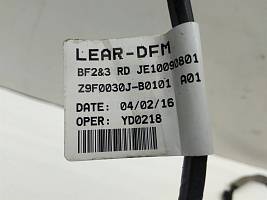 LEAR-DFM
BF2&3 RD JE10090801
Z9F0030J-B0101 A01
DATE: 04/02/16
OPER: YD0218